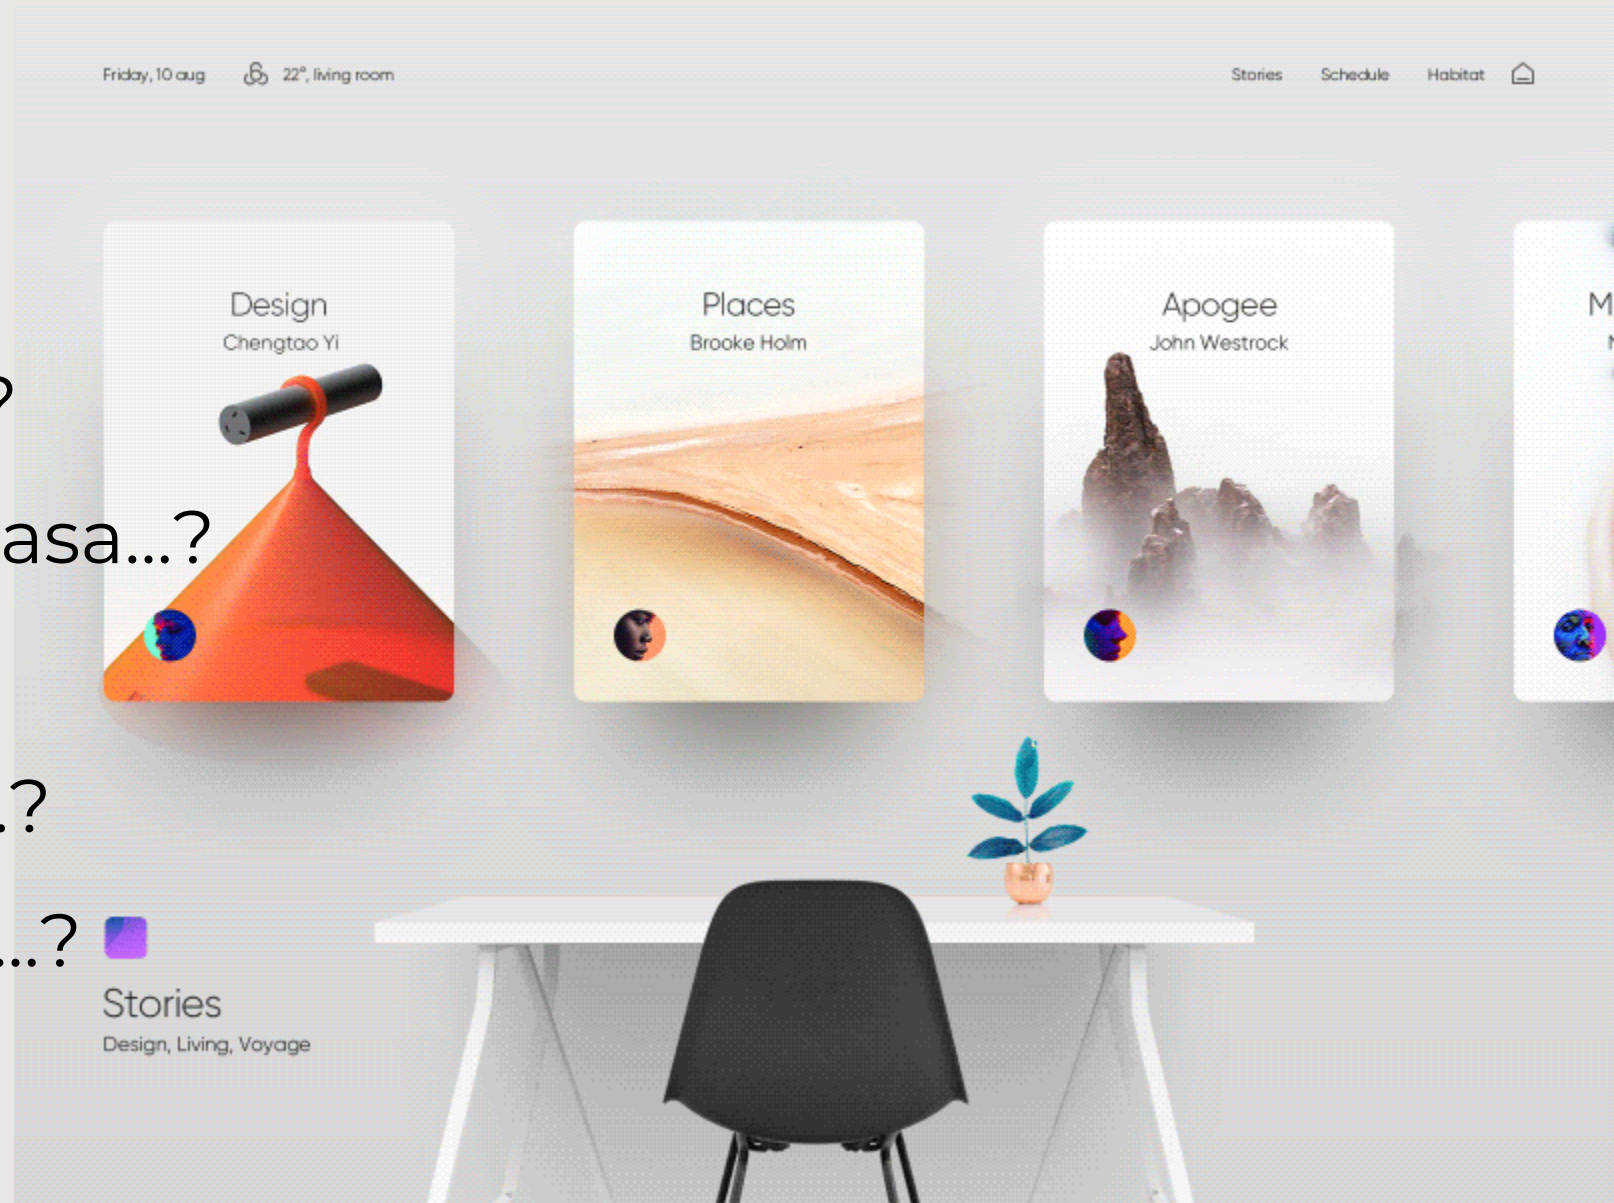 Friday, 10 aug
22°, living room
Stories
Schedule
Habitat
Design
Chengtao Yi
Places
Brooke Holm
Apogee
John Westrock
?
asa...?
.?
...?
Stories
Design, Living, Voyage